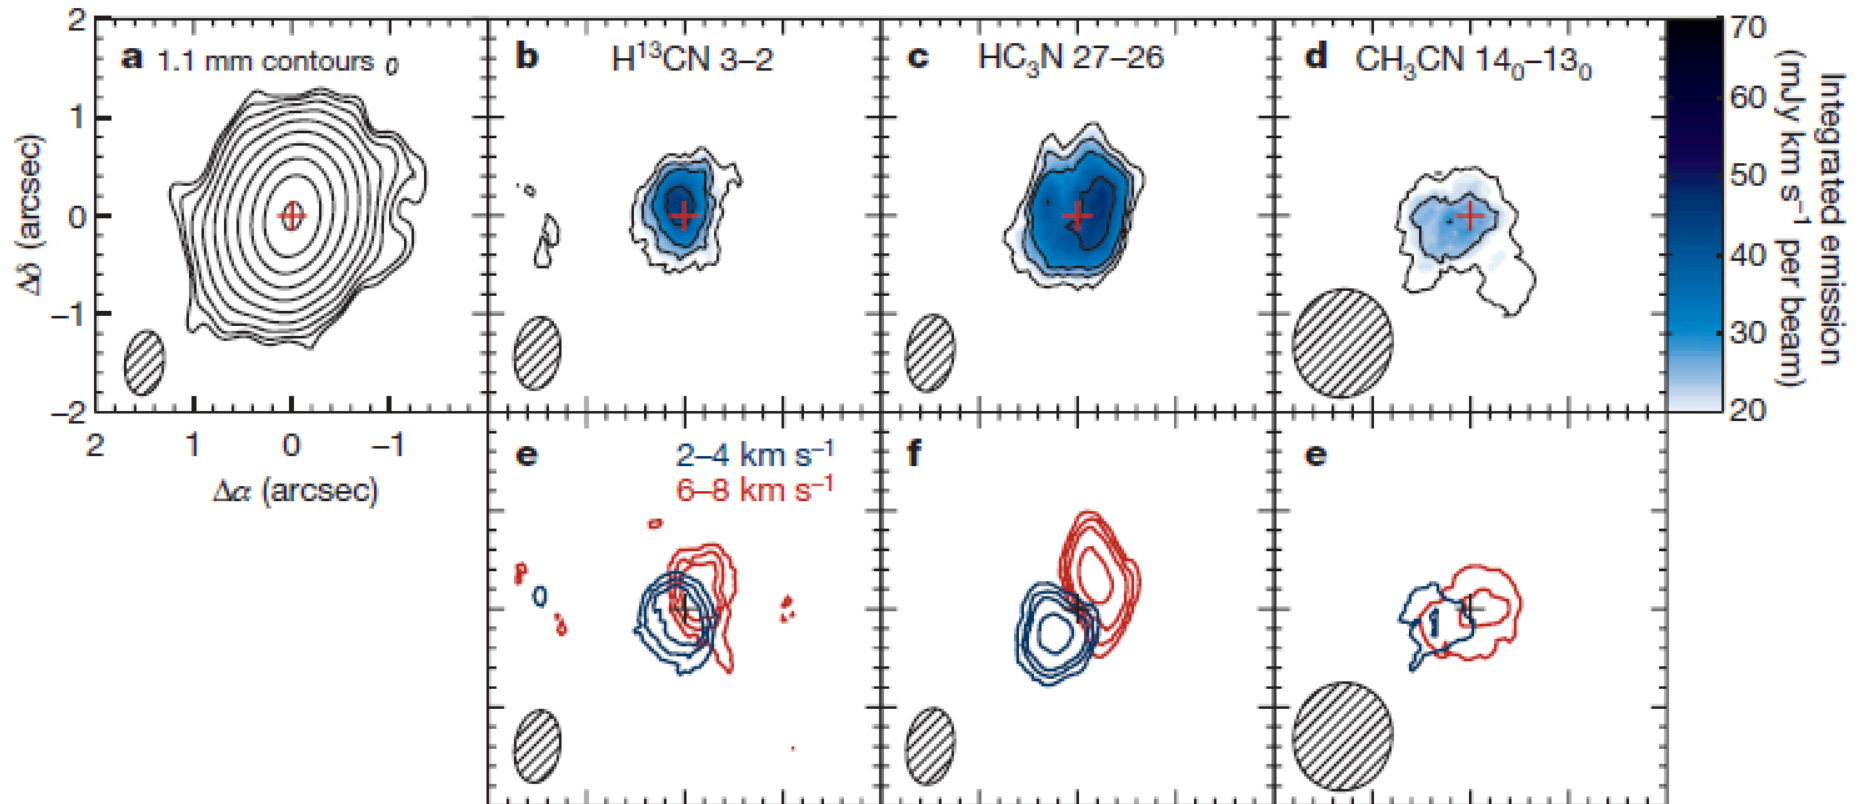 a 1.1 mm contours
b H¹³CN 3–2
c HC₃N 27–26
d CH₃CN 14₀–13₀
2
1
0
−1
−2
Δδ (arcsec)
2 1 0 −1
Δα (arcsec)
70
60
50
40
30
20
Integrated emission
(mJy km s⁻¹ per beam)
e 2–4 km s⁻¹
6–8 km s⁻¹
f
e